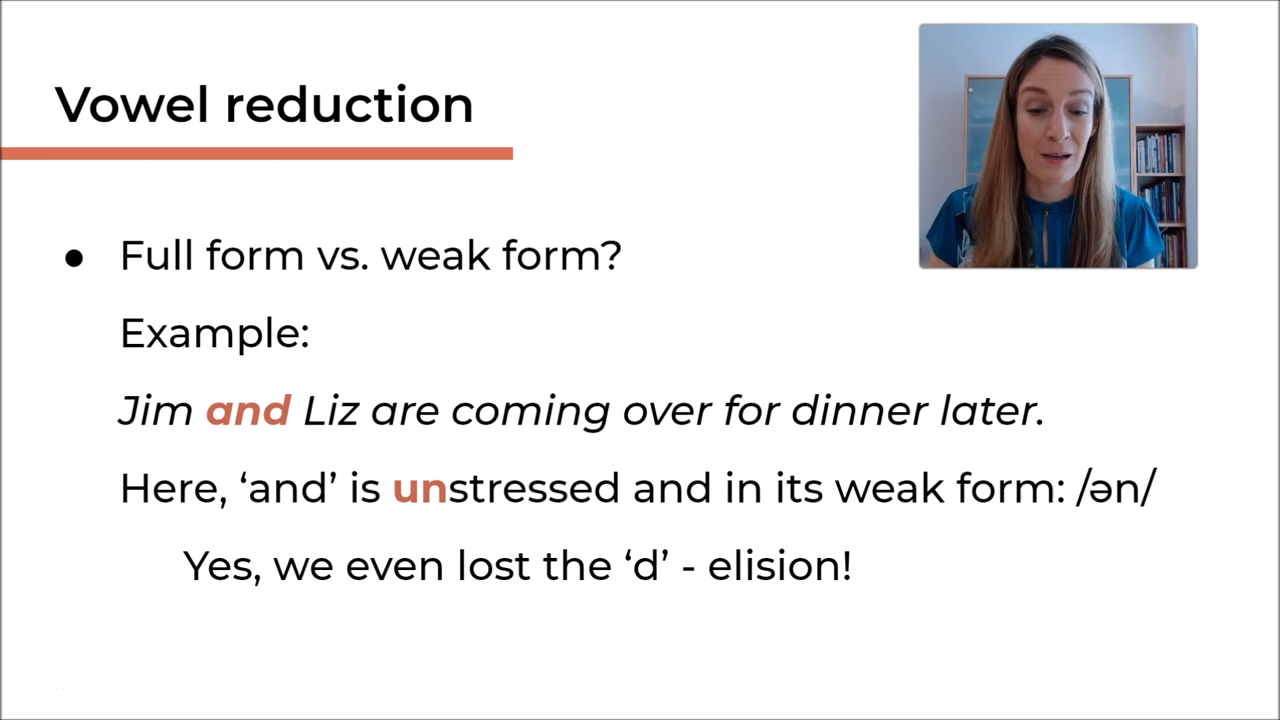 Vowel reduction
● Full form vs. weak form?
Example:
Jim and Liz are coming over for dinner later.
Here, ‘and’ is unstressed and in its weak form: /ən/
Yes, we even lost the ‘d’ - elision!